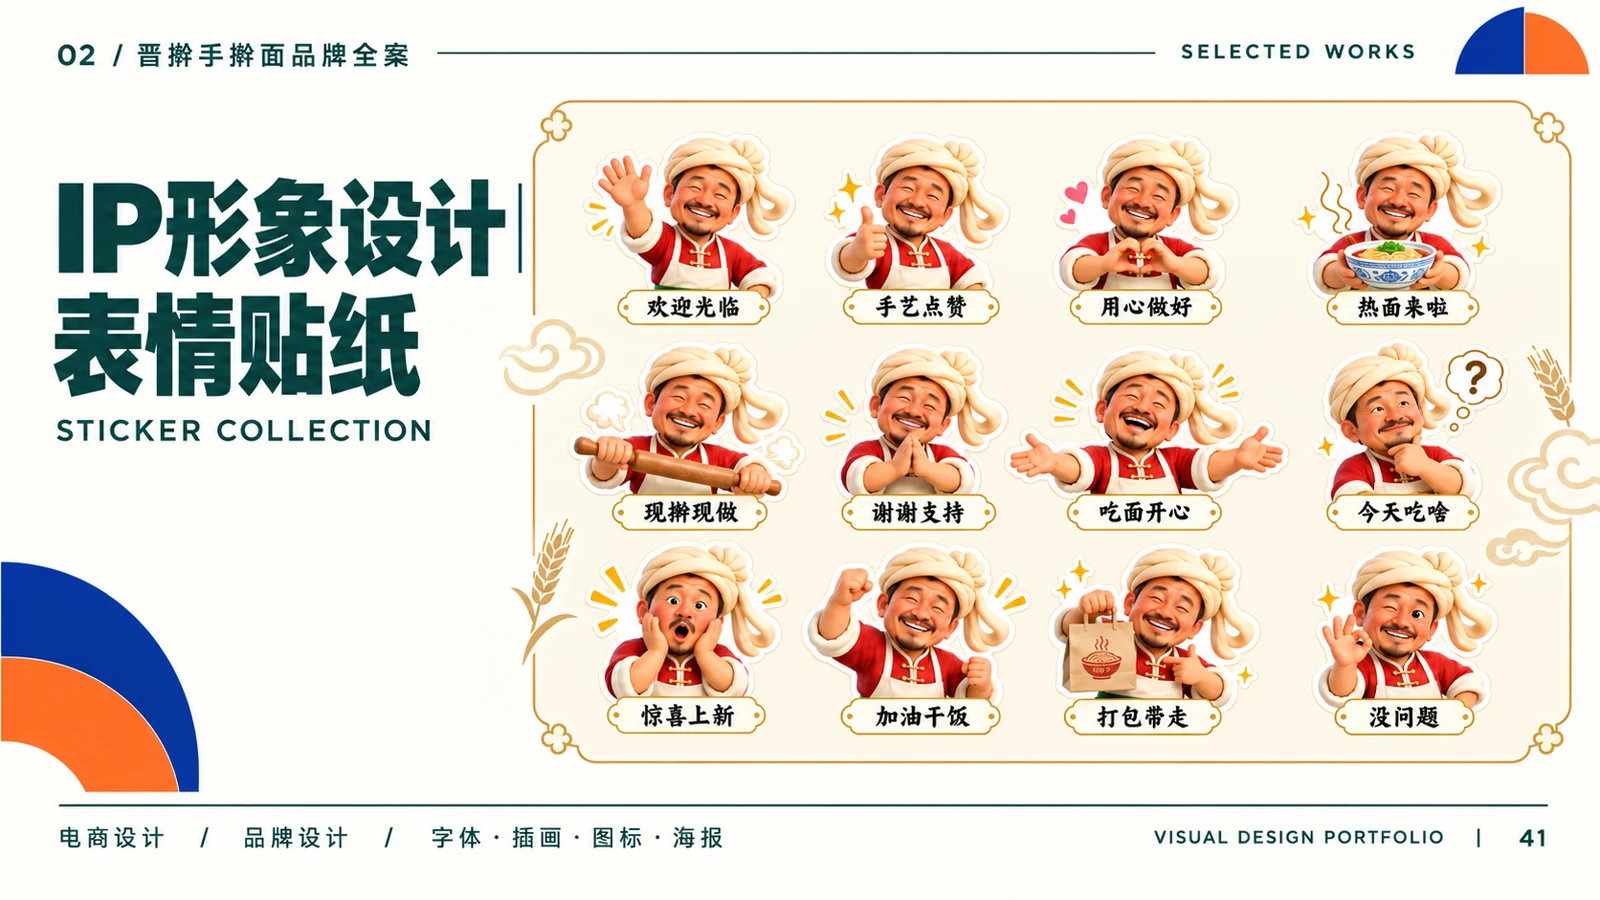 02 / 晋擀手擀面品牌全案
SELECTED WORKS
IP形象设计
表情贴纸
STICKER COLLECTION
欢迎光临
手艺点赞
用心做好
热面来啦
现擀现做
谢谢支持
吃面开心
?
今天吃啥
惊喜上新
加油干饭
打包带走
没问题
电商设计 / 品牌设计 / 字体·插画·图标·海报
VISUAL DESIGN PORTFOLIO | 41